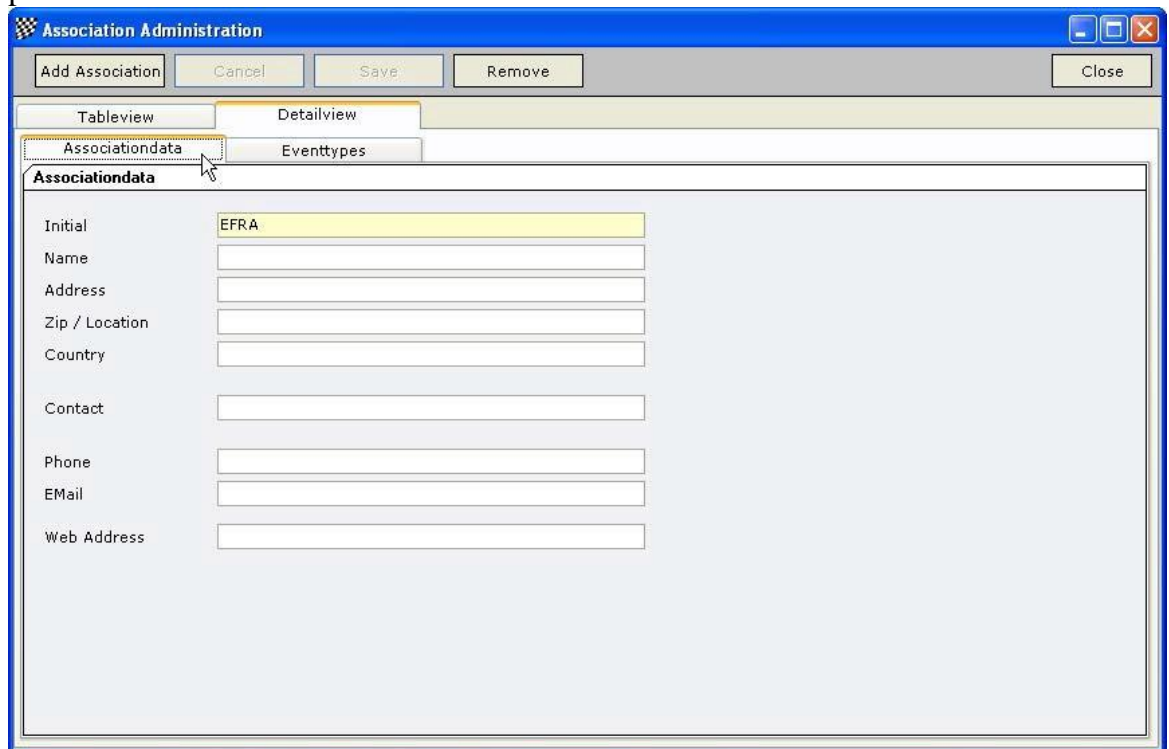 Association Administration
Add Association Cancel Save Remove Close
Tableview Detailview
Associationdata Eventtypes
Associationdata
Initial EFRA
Name
Address
Zip / Location
Country
Contact
Phone
EMail
Web Address